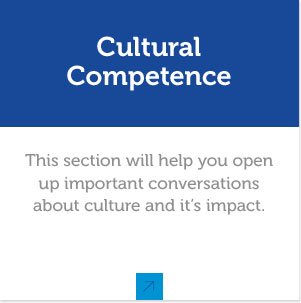 Cultural
Competence
This section will help you open
up important conversations
about culture and it's impact.